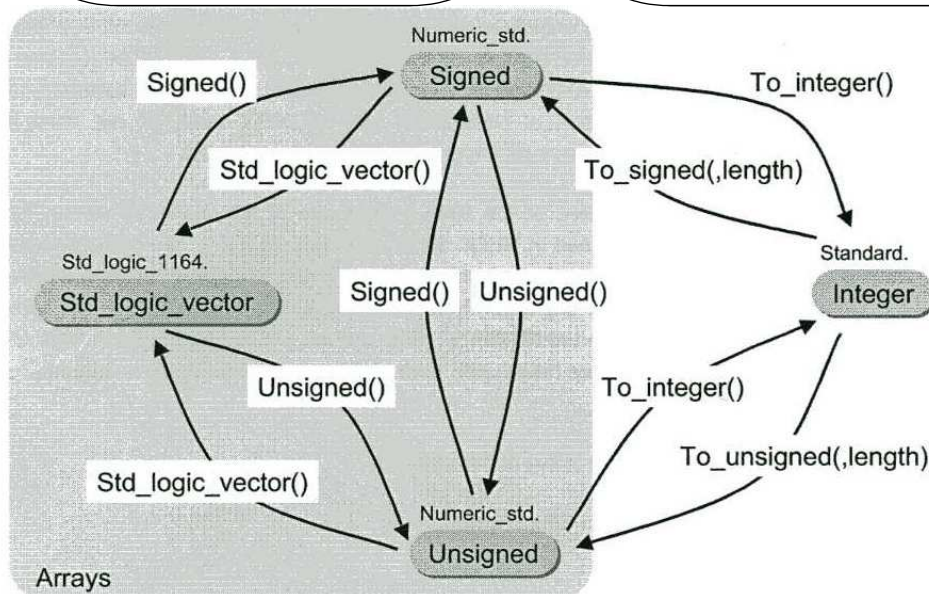 Numeric_std.
Signed
Signed()
To_integer()
Std_logic_vector()
To_signed(,length)
Std_logic_1164.
Std_logic_vector
Standard.
Integer
Signed()
Unsigned()
Unsigned()
To_integer()
Std_logic_vector()
To_unsigned(,length)
Numeric_std.
Unsigned
Arrays